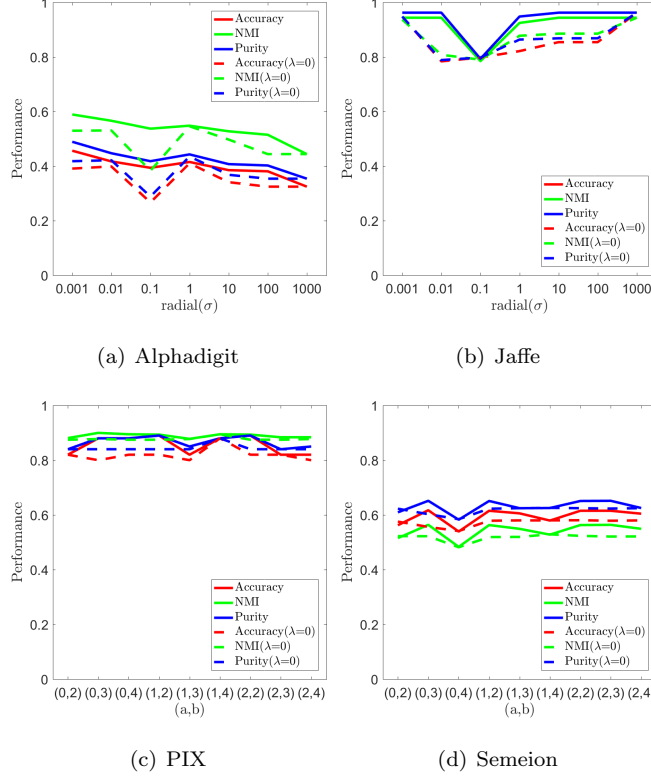 1
0.8
0.6
0.4
0.2
0
Performance
0.001 0.01 0.1 1 10 100 1000
radial(σ)
Accuracy
NMI
Purity
Accuracy(λ=0)
NMI(λ=0)
Purity(λ=0)
(a) Alphadigit
1
0.8
0.6
0.4
0.2
0
Performance
0.001 0.01 0.1 1 10 100 1000
radial(σ)
Accuracy
NMI
Purity
Accuracy(λ=0)
NMI(λ=0)
Purity(λ=0)
(b) Jaffe
1
0.8
0.6
0.4
0.2
0
Performance
(0,2) (0,3) (0,4) (1,2) (1,3) (1,4) (2,2) (2,3) (2,4)
(a,b)
Accuracy
NMI
Purity
Accuracy(λ=0)
NMI(λ=0)
Purity(λ=0)
(c) PIX
1
0.8
0.6
0.4
0.2
0
Performance
(0,2) (0,3) (0,4) (1,2) (1,3) (1,4) (2,2) (2,3) (2,4)
(a,b)
Accuracy
NMI
Purity
Accuracy(λ=0)
NMI(λ=0)
Purity(λ=0)
(d) Semeion